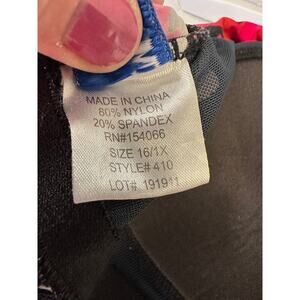 MADE IN CHINA
80% NYLON
20% SPANDEX
RN#154066
SIZE 16/1X
STYLE# 410
LOT# 191911